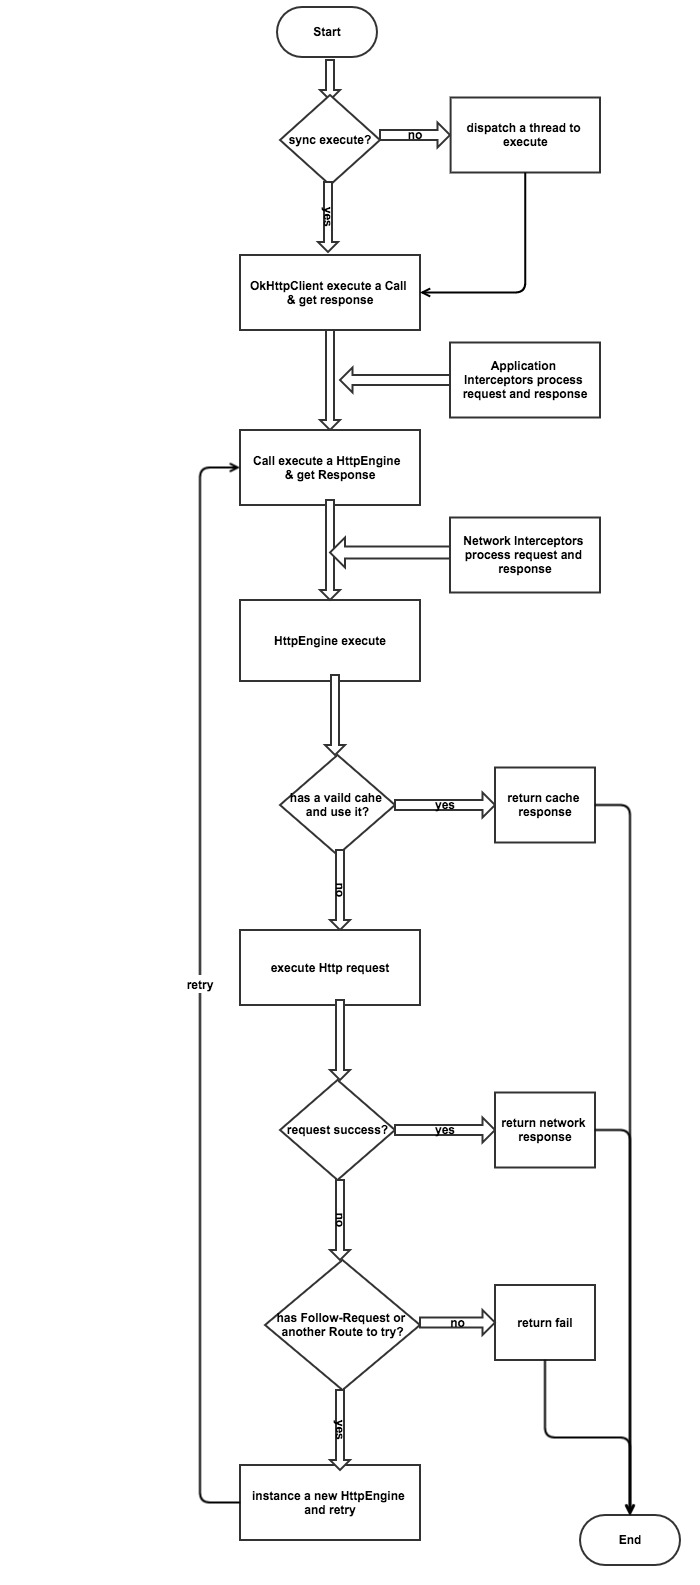 Start
sync execute?
no
dispatch a thread to
execute
yes
OkHttpClient execute a Call
& get response
Application
Interceptors process
request and response
Call execute a HttpEngine
& get Response
Network Interceptors
process request and
response
HttpEngine execute
has a vaild cahe
and use it?
yes
return cache
response
no
execute Http request
retry
request success?
yes
return network
response
no
has Follow-Request or
another Route to try?
no
return fail
yes
instance a new HttpEngine
and retry
End